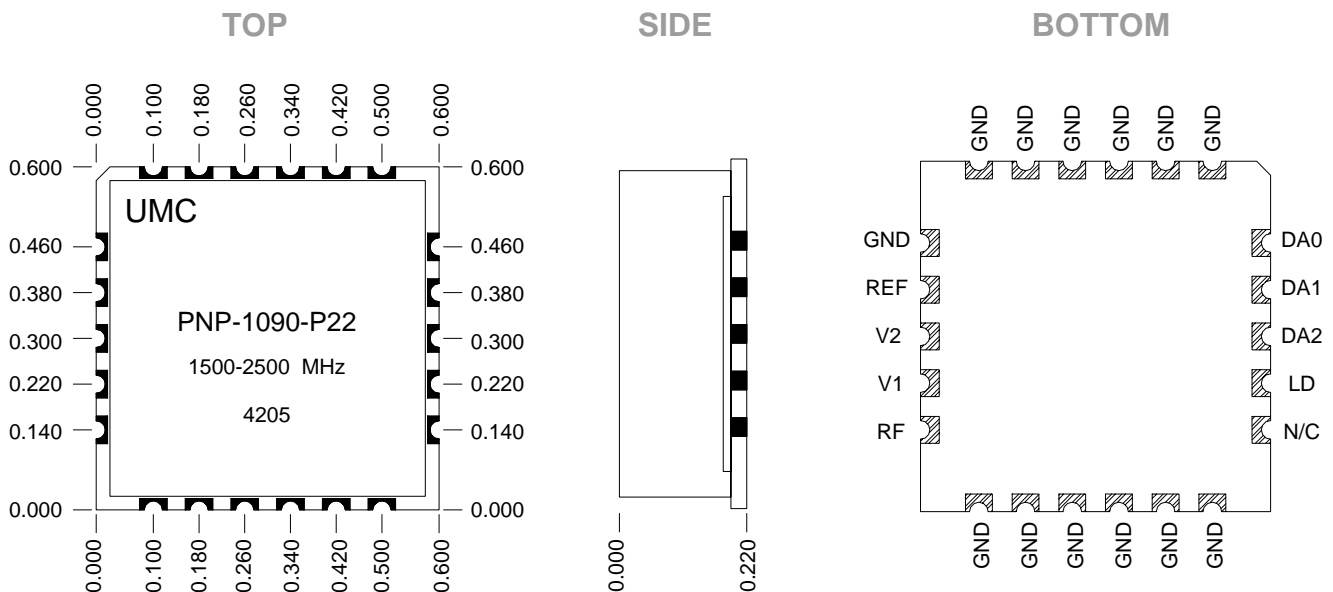 TOP
SIDE
BOTTOM
0.000
0.100
0.180
0.260
0.340
0.420
0.500
0.600
0.600
0.460
0.380
0.300
0.220
0.140
0.000
UMC
PNP-1090-P22
1500-2500 MHz
4205
0.600
0.460
0.380
0.300
0.220
0.140
0.000
0.000
0.100
0.180
0.260
0.340
0.420
0.500
0.600
0.000
0.220
GND
GND
GND
GND
GND
GND
GND
REF
V2
V1
RF
DA0
DA1
DA2
LD
N/C
GND
GND
GND
GND
GND
GND